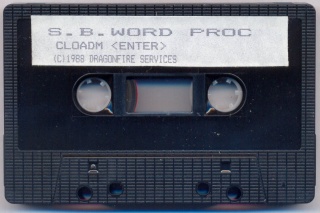 S.B.WORD PROC
CLOADM <ENTER>
(C)1988 DRAGONFIRE SERVICES